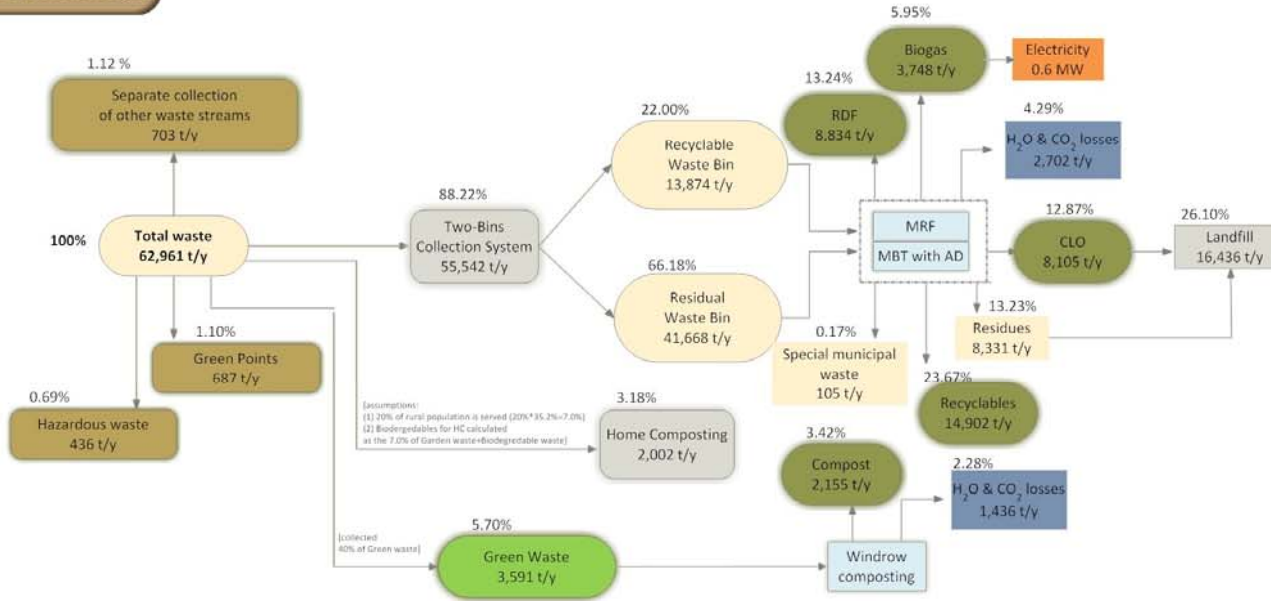 5.95%
Biogas
3,748 t/y
Electricity
0.6 MW
1.12 %
Separate collection
of other waste streams
703 t/y
13.24%
RDF
8,834 t/y
4.29%
H2O & CO2 losses
2,702 t/y
22.00%
Recyclable
Waste Bin
13,874 t/y
88.22%
Two-Bins
Collection System
55,542 t/y
100%
Total waste
62,961 t/y
MRF
MBT with AD
12.87%
CLO
8,105 t/y
26.10%
Landfill
16,436 t/y
66.18%
Residual
Waste Bin
41,668 t/y
13.23%
Residues
8,331 t/y
0.17%
Special municipal
waste
105 t/y
1.10%
Green Points
687 t/y
0.69%
Hazardous waste
436 t/y
23.67%
Recyclables
14,902 t/y
[assumptions:
(1) 20% of rural population is served (20%*35.2%=7.0%)
(2) Biodergedables for HC calculated
as the 7.0% of Garden waste+Biodegredable waste]
3.18%
Home Composting
2,002 t/y
3.42%
Compost
2,155 t/y
2.28%
H2O & CO2 losses
1,436 t/y
[collected
40% of Green waste]
5.70%
Green Waste
3,591 t/y
Windrow
composting